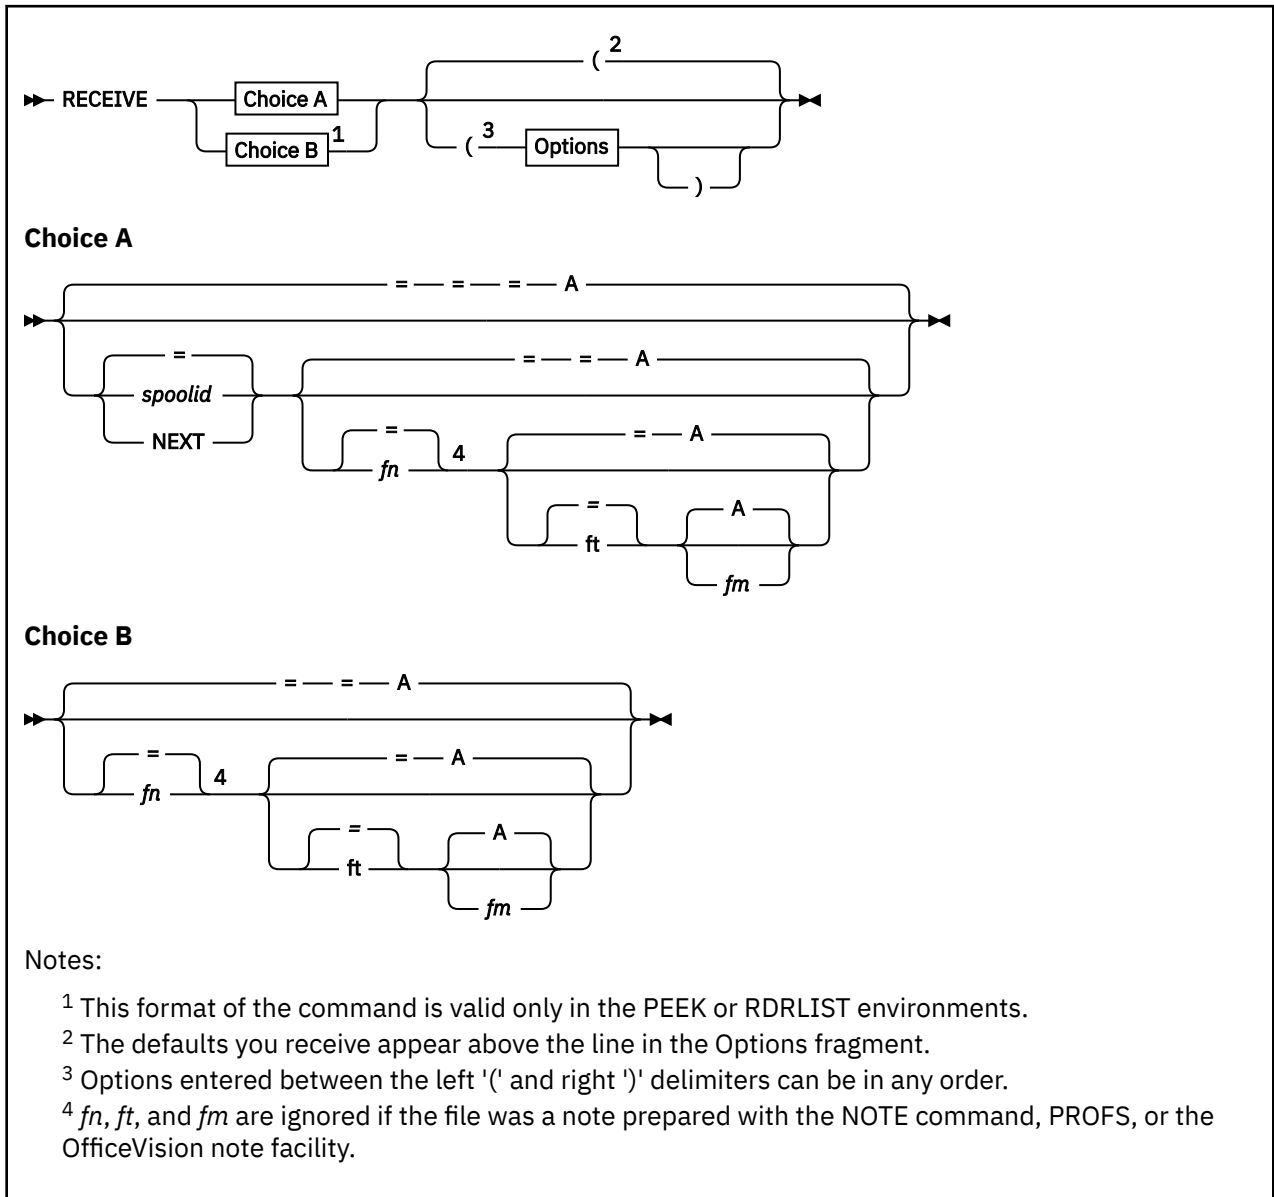 2
(
RECEIVE Choice A
Choice B 1
( 3 Options
)
Choice A
= = = A
=
spoolid
NEXT
= = A
=
fn 4
= A
=
ft
A
fm
Choice B
= = A
=
fn 4
= A
=
ft
A
fm
Notes:
1 This format of the command is valid only in the PEEK or RDRLIST environments.
2 The defaults you receive appear above the line in the Options fragment.
3 Options entered between the left '(' and right ')' delimiters can be in any order.
4 fn, ft, and fm are ignored if the file was a note prepared with the NOTE command, PROFS, or the
OfficeVision note facility.